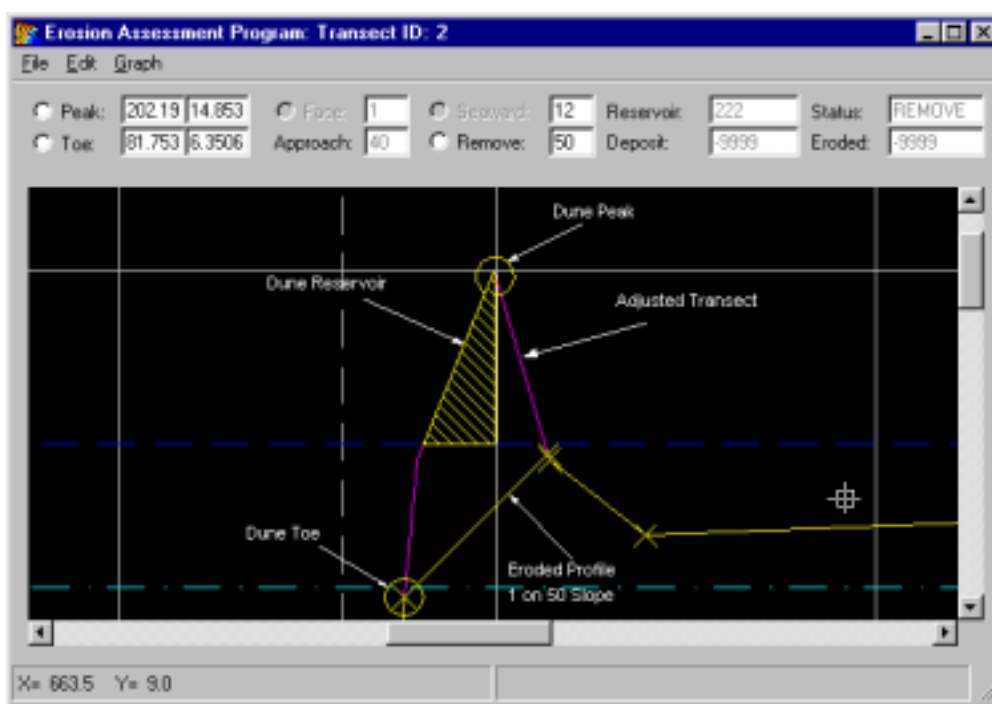 Erosion Assessment Program: Transect ID: 2
File Edit Graph
Peak: 202.19 14.853 Face: 1 Seaward: 12 Reservoir: 222 Status: REMOVE
Toe: 81.753 6.3506 Approach: 40 Remove: 50 Deposit: -9999 Eroded: -9999
Dune Peak
Dune Reservoir
Adjusted Transect
Dune Toe
Eroded Profile
1 on 50 Slope
X= 663.5 Y= 9.0